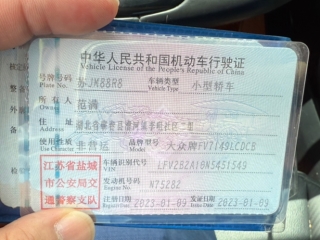 中华人民共和国机动车行驶证
Vehicle License of the People's Republic of China
号牌号码 苏JM88R8 车辆类型 小型轿车
Plate No. Vehicle Type
所有人 范满
Owner
住址
Address
使用性质 非营运 品牌型号 大众牌FV7149LCDCB
Use Character
江苏省盐城
市公安局交
通警察支队
车辆识别代号
VIN
发动机号码 N75282
Engine No.
注册日期 2023-01-09 发证日期 2023-01-09
Register Date Issue Date